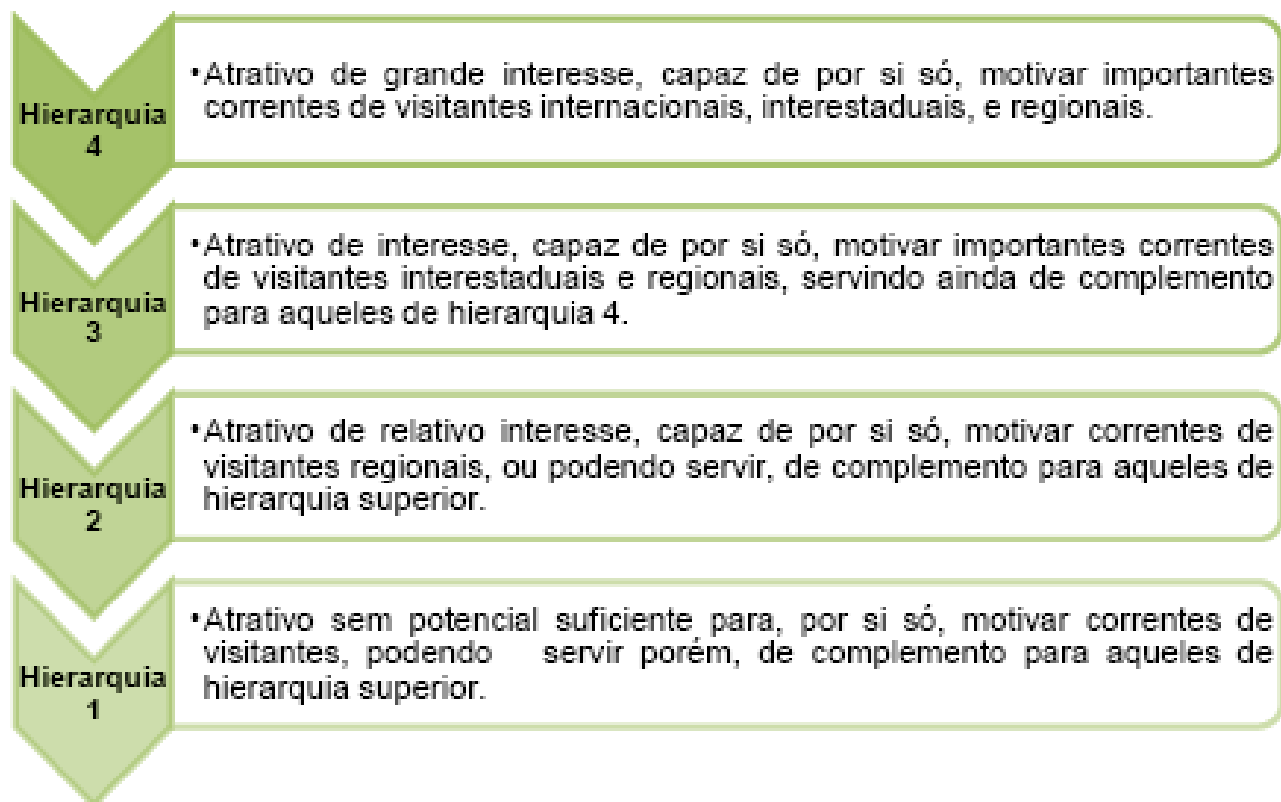 Hierarquia
4
•Atrativo de grande interesse, capaz de por si só, motivar importantes
correntes de visitantes internacionais, interestaduais, e regionais.
Hierarquia
3
•Atrativo de interesse, capaz de por si só, motivar importantes correntes
de visitantes interestaduais e regionais, servindo ainda de complemento
para aqueles de hierarquia 4.
Hierarquia
2
•Atrativo de relativo interesse, capaz de por si só, motivar correntes de
visitantes regionais, ou podendo servir, de complemento para aqueles de
hierarquia superior.
Hierarquia
1
•Atrativo sem potencial suficiente para, por si só, motivar correntes de
visitantes, podendo servir porém, de complemento para aqueles de
hierarquia superior.